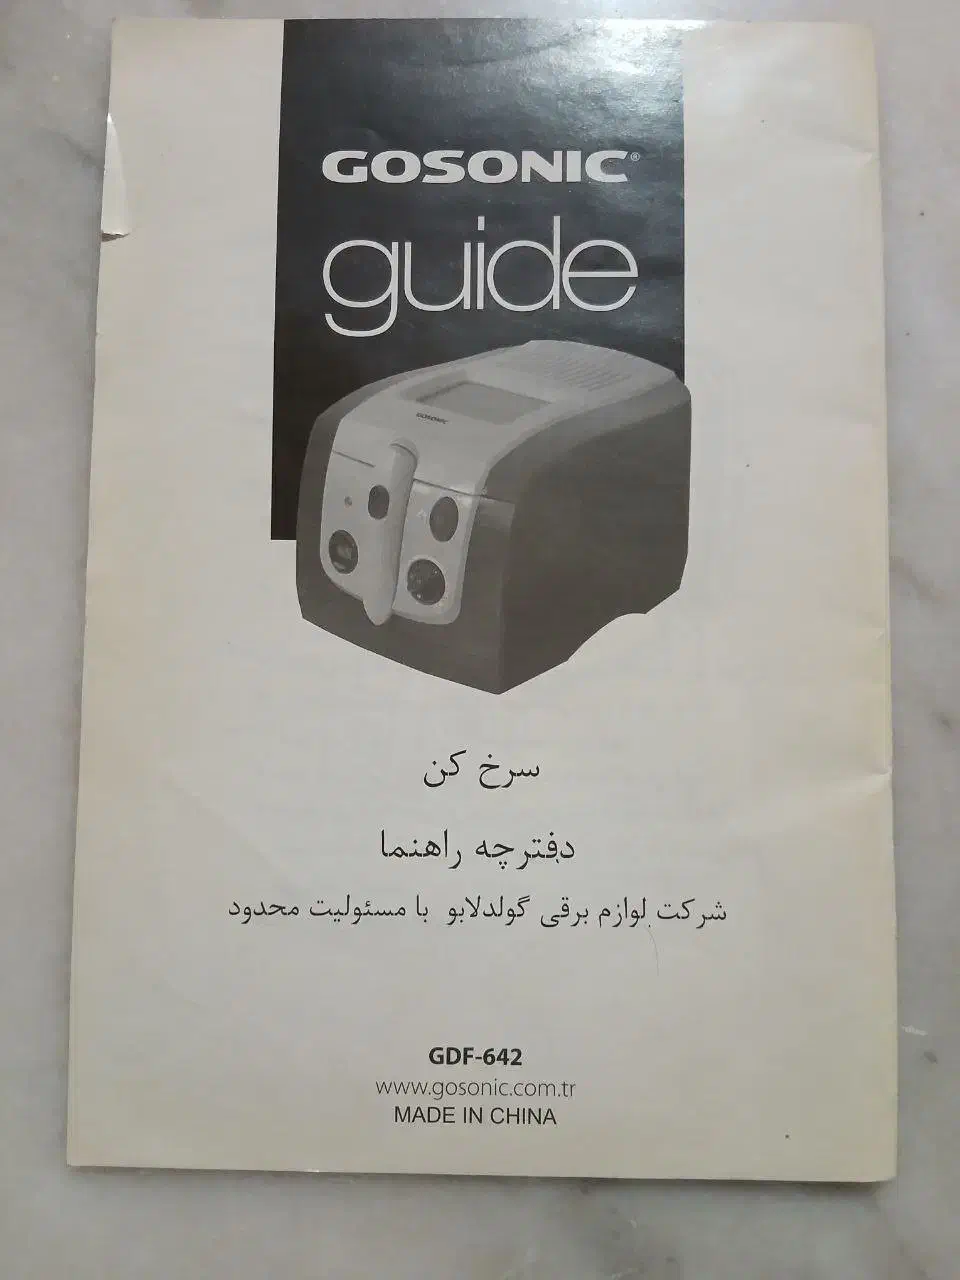 GOSONIC®
guide
GOSONIC
سرخ کن
دفترچه راهنما
شرکت لوازم برقی گولدلابو با مسئولیت محدود
GDF-642
www.gosonic.com.tr
MADE IN CHINA